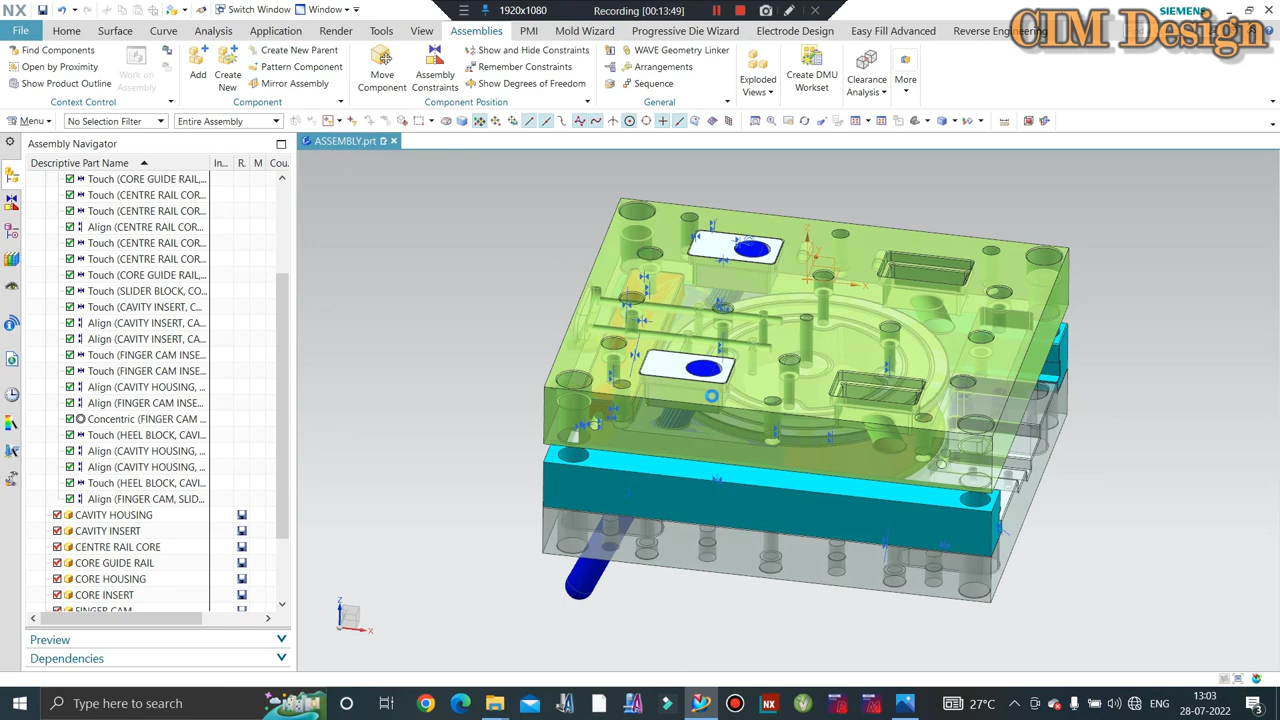 NX
Switch Window
Window
1920x1080
Recording [00:13:49]
SIEMENS
CIM Design
File
Home
Surface
Curve
Analysis
Application
Render
Tools
View
Assemblies
PMI
Mold Wizard
Progressive Die Wizard
Electrode Design
Easy Fill Advanced
Reverse Engineering
Find Components
Open by Proximity
Show Product Outline
Work on Assembly
Context Control
Add
Create New
Create New Parent
Pattern Component
Mirror Assembly
Component
Move Component
Assembly Constraints
Show and Hide Constraints
Remember Constraints
Show Degrees of Freedom
Component Position
WAVE Geometry Linker
Arrangements
Sequence
General
Exploded Views
Create DMU Workset
Clearance Analysis
More
Menu
No Selection Filter
Entire Assembly
Assembly Navigator
ASSEMBLY.prt
Descriptive Part Name
In...
R.
M
Cou.
Touch (CORE GUIDE RAIL,...
Touch (CENTRE RAIL COR...
Touch (CENTRE RAIL COR...
Align (CENTRE RAIL COR...
Touch (CENTRE RAIL COR...
Touch (CENTRE RAIL COR...
Touch (CORE GUIDE RAIL,...
Touch (SLIDER BLOCK, CO...
Touch (CAVITY INSERT, C...
Align (CAVITY INSERT, CA...
Align (CAVITY INSERT, CA...
Touch (FINGER CAM INSE...
Touch (FINGER CAM INSE...
Align (CAVITY HOUSING, ...
Align (FINGER CAM INSE...
Concentric (FINGER CAM ...
Touch (HEEL BLOCK, CAVI...
Align (CAVITY HOUSING, ...
Align (CAVITY HOUSING, ...
Touch (HEEL BLOCK, CAVI...
Align (FINGER CAM, SLID...
CAVITY HOUSING
CAVITY INSERT
CENTRE RAIL CORE
CORE GUIDE RAIL
CORE HOUSING
CORE INSERT
FINGER CAM
Preview
Dependencies
Z
X
X
Type here to search
27°C
ENG
13:03
28-07-2022